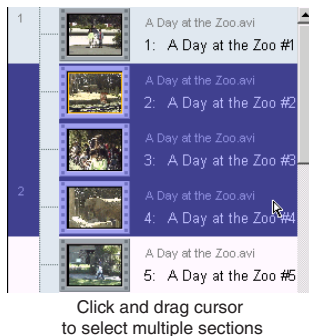 1
A Day at the Zoo.avi
1: A Day at the Zoo #1
A Day at the Zoo.avi
2: A Day at the Zoo #2
A Day at the Zoo.avi
3: A Day at the Zoo #3
2
A Day at the Zoo.avi
4: A Day at the Zoo #4
A Day at the Zoo.avi
5: A Day at the Zoo #5
Click and drag cursor
to select multiple sections